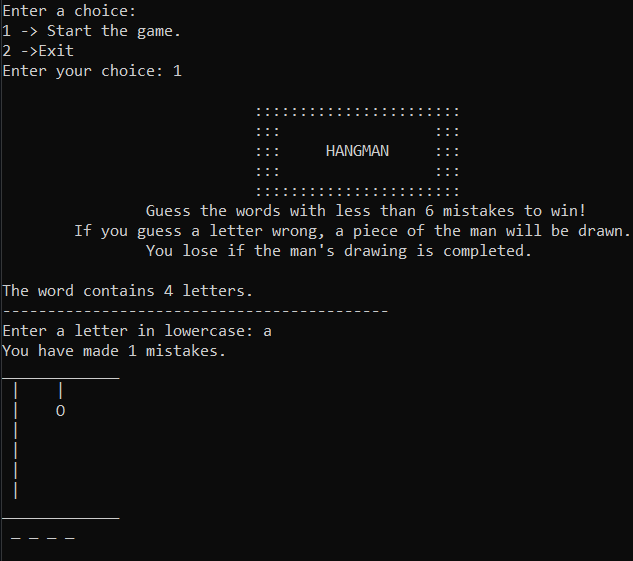 Enter a choice:
1 -> Start the game.
2 ->Exit
Enter your choice: 1
:::::::::::::::::::::::
:::                 :::
:::     HANGMAN     :::
:::                 :::
:::::::::::::::::::::::
Guess the words with less than 6 mistakes to win!
If you guess a letter wrong, a piece of the man will be drawn.
You lose if the man's drawing is completed.
The word contains 4 letters.
-------------------------------------------
Enter a letter in lowercase: a
You have made 1 mistakes.
_____________
 |    |
 |    O
 |
 |
 |
 |
_____________
 _ _ _ _